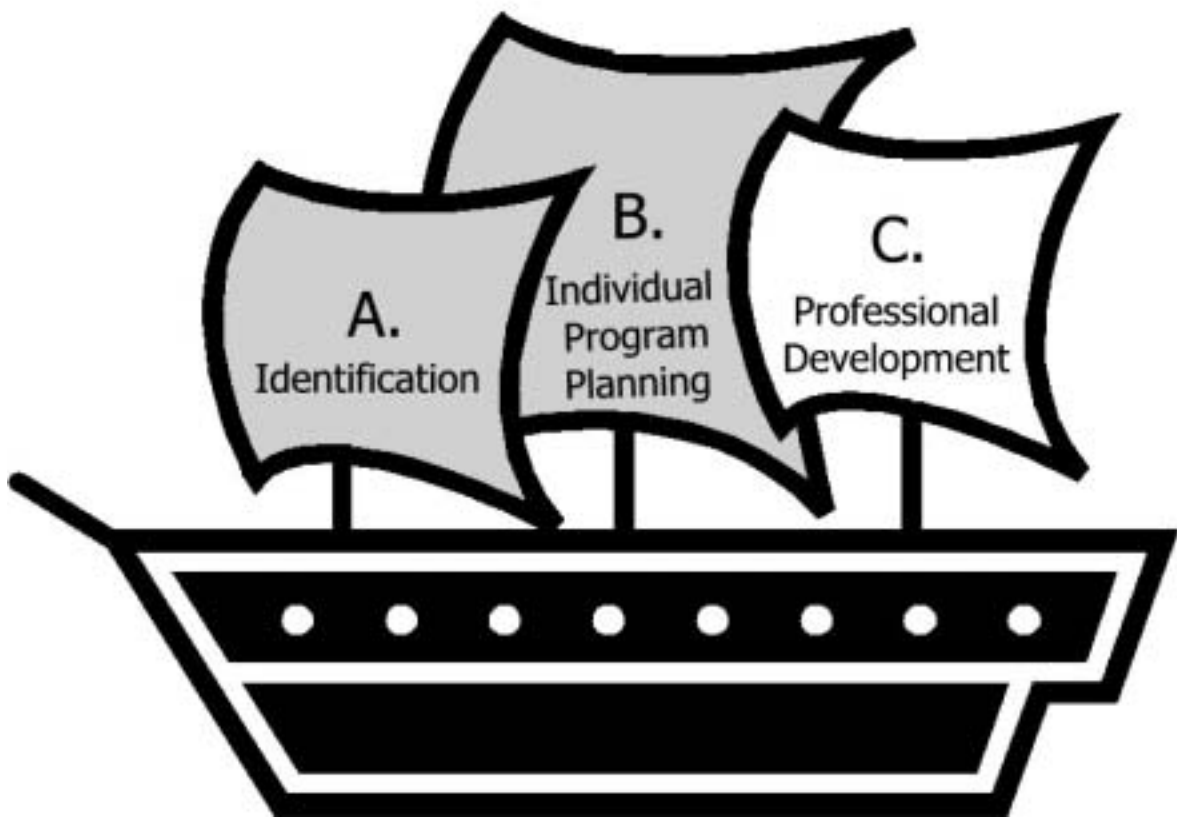 A.
Identification
B.
Individual
Program
Planning
C.
Professional
Development